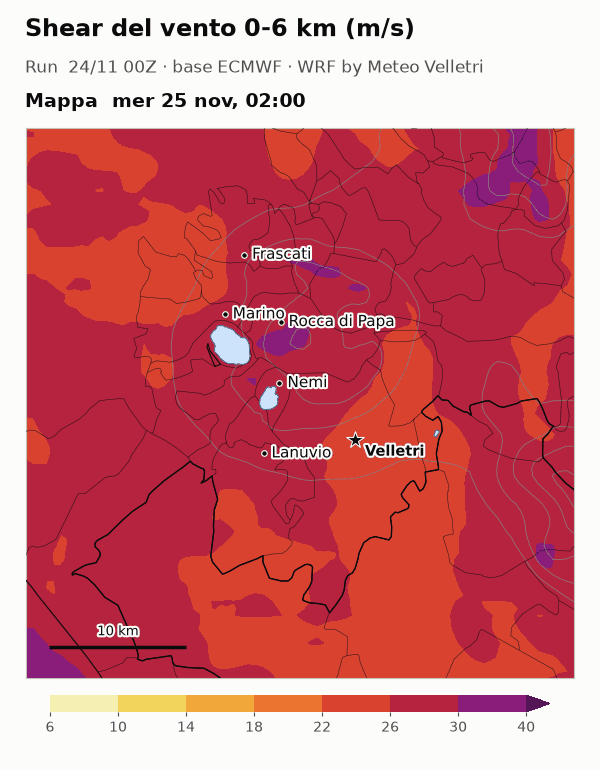 Shear del vento 0-6 km (m/s)
Run  24/11 00Z · base ECMWF · WRF by Meteo Velletri
Mappa  mer 25 nov, 02:00
Frascati
Marino
Rocca di Papa
Nemi
Velletri
Lanuvio
10 km
6 10 14 18 22 26 30 40